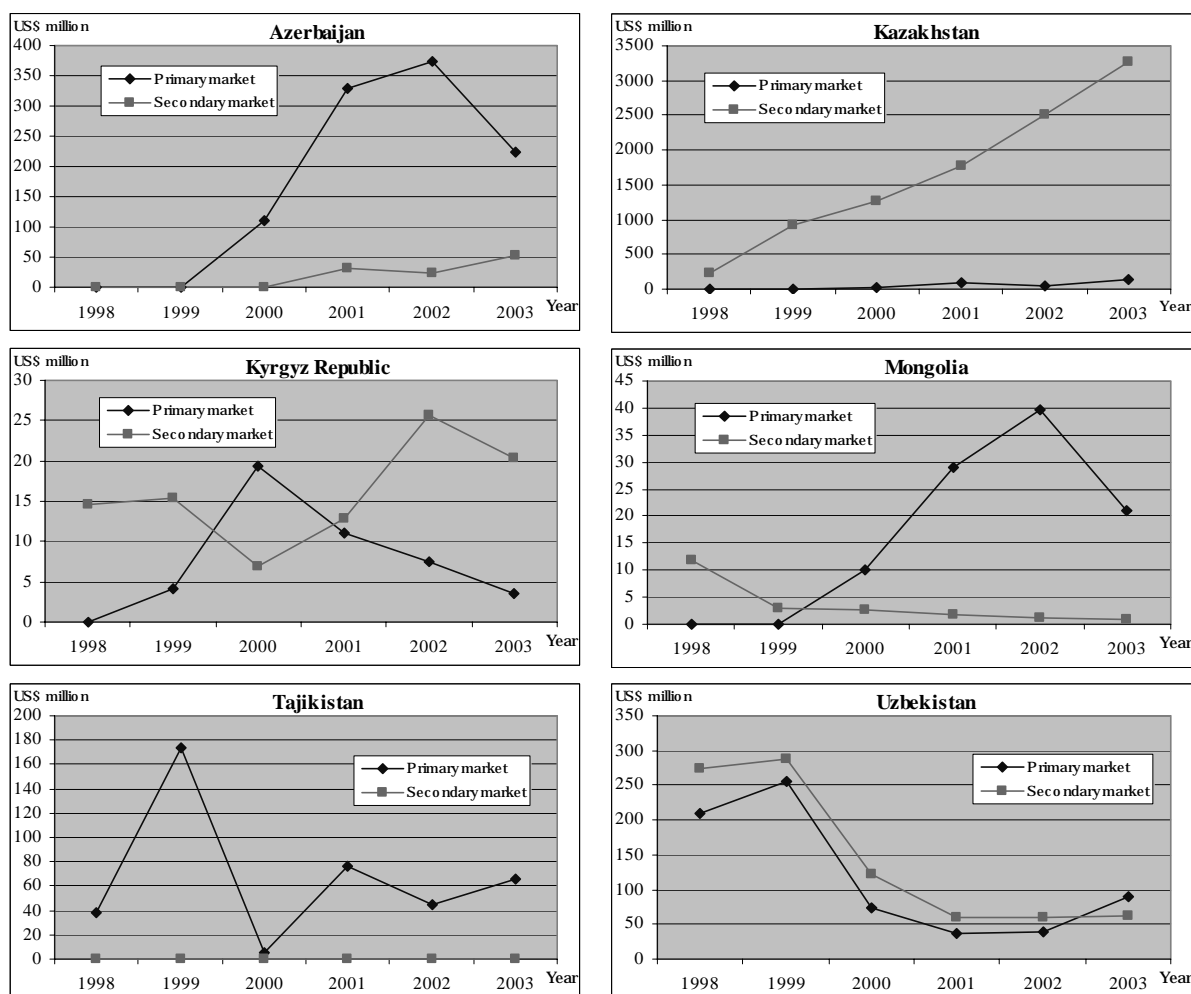 US$ million
Azerbaijan
400
350
300
250
200
150
100
50
0
Primary market
Secondary market
1998 1999 2000 2001 2002 2003
Year
US$ million
Kazakhstan
3500
3000
2500
2000
1500
1000
500
0
Primary market
Secondary market
1998 1999 2000 2001 2002 2003
Year
US$ million
Kyrgyz Republic
30
25
20
15
10
5
0
Primary market
Secondary market
1998 1999 2000 2001 2002 2003
Year
US$ million
Mongolia
45
40
35
30
25
20
15
10
5
0
Primary market
Secondary market
1998 1999 2000 2001 2002 2003
Year
US$ million
Tajikistan
200
180
160
140
120
100
80
60
40
20
0
Primary market
Secondary market
1998 1999 2000 2001 2002 2003
Year
US$ million
Uzbekistan
350
300
250
200
150
100
50
0
Primary market
Secondary market
1998 1999 2000 2001 2002 2003
Year